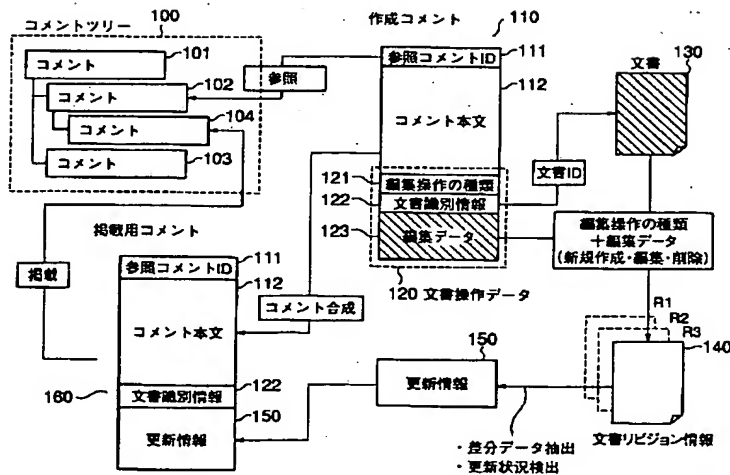 コメントツリー
100
コメント
101
コメント
102
コメント
104
コメント
103
参照
作成コメント
110
参照コメントID
111
コメント本文
112
121
編集操作の種類
122
文書識別情報
123
編集データ
120 文書操作データ
文書
130
文書ID
編集操作の種類
+編集データ
(新規作成・編集・削除)
R1
R2
R3
140
文書リビジョン情報
掲載用コメント
掲載
参照コメントID
111
112
コメント本文
コメント合成
160
文書識別情報
122
更新情報
150
150
更新情報
・差分データ抽出
・更新状況検出